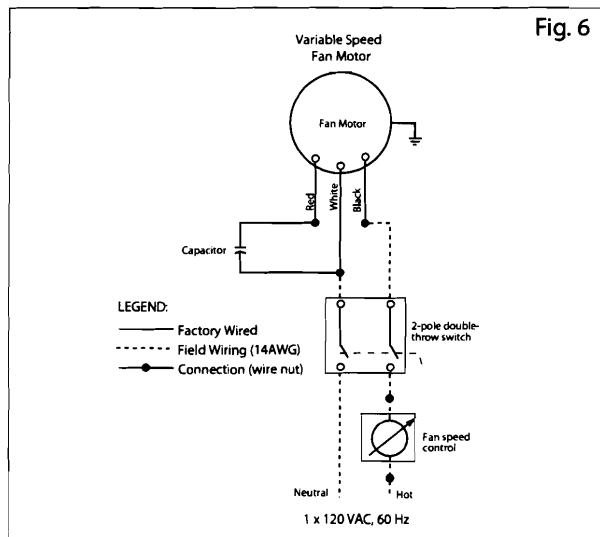 Fig. 6
Variable Speed
Fan Motor
Fan Motor
Red
White
Black
Capacitor
LEGEND:
Factory Wired
Field Wiring (14AWG)
Connection (wire nut)
2-pole double-
throw switch
Fan speed
control
Neutral
Hot
1 x 120 VAC, 60 Hz